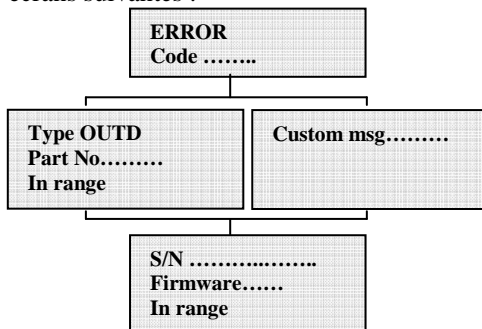 ERROR
Code ……..
Type OUTD
Part No………
In range
Custom msg………
S/N ………...……..
Firmware……
In range